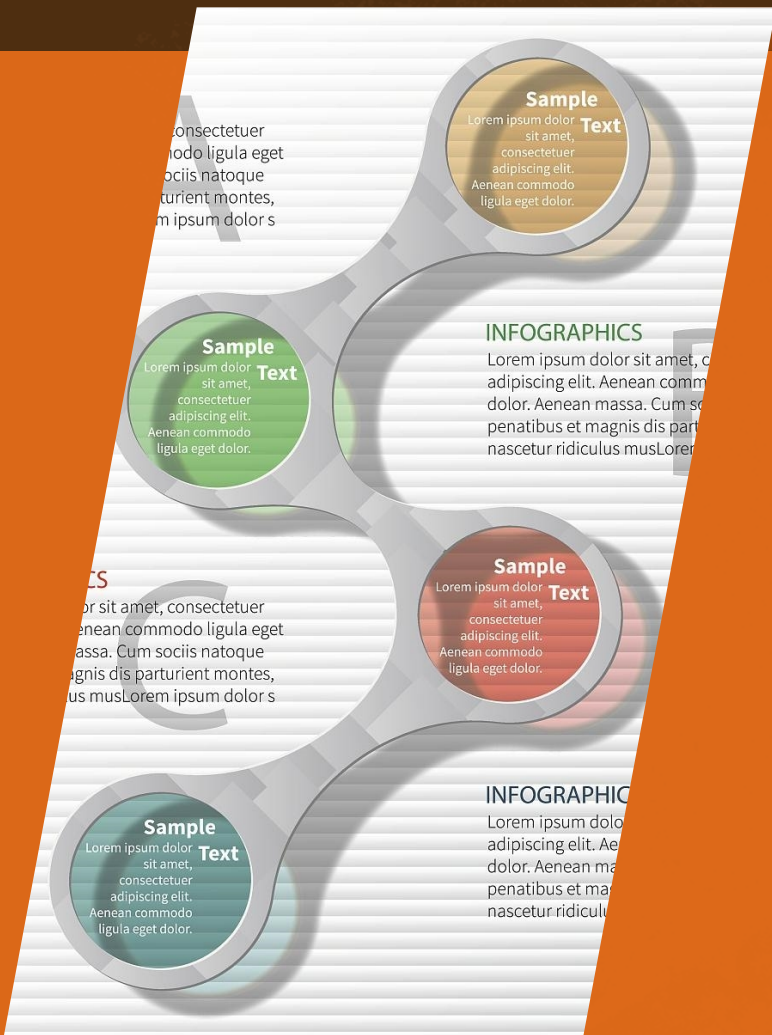 A
consectetuer
modo ligula eget
ociis natoque
rturient montes,
m ipsum dolor s
Sample
Text
Lorem ipsum dolor
sit amet,
consectetuer
adipiscing elit.
Aenean commodo
ligula eget dolor.
Sample
Text
Lorem ipsum dolor
sit amet,
consectetuer
adipiscing elit.
Aenean commodo
ligula eget dolor.
INFOGRAPHICS
Lorem ipsum dolor sit amet, c
adipiscing elit. Aenean comm
dolor. Aenean massa. Cum so
penatibus et magnis dis part
nascetur ridiculus musLorem
C
CS
or sit amet, consectetuer
enean commodo ligula eget
assa. Cum sociis natoque
agnis dis parturient montes,
us musLorem ipsum dolor s
Sample
Text
Lorem ipsum dolor
sit amet,
consectetuer
adipiscing elit.
Aenean commodo
ligula eget dolor.
Sample
Text
Lorem ipsum dolor
sit amet,
consectetuer
adipiscing elit.
Aenean commodo
ligula eget dolor.
INFOGRAPHIC
Lorem ipsum dolo
adipiscing elit. Ae
dolor. Aenean ma
penatibus et mag
nascetur ridiculu